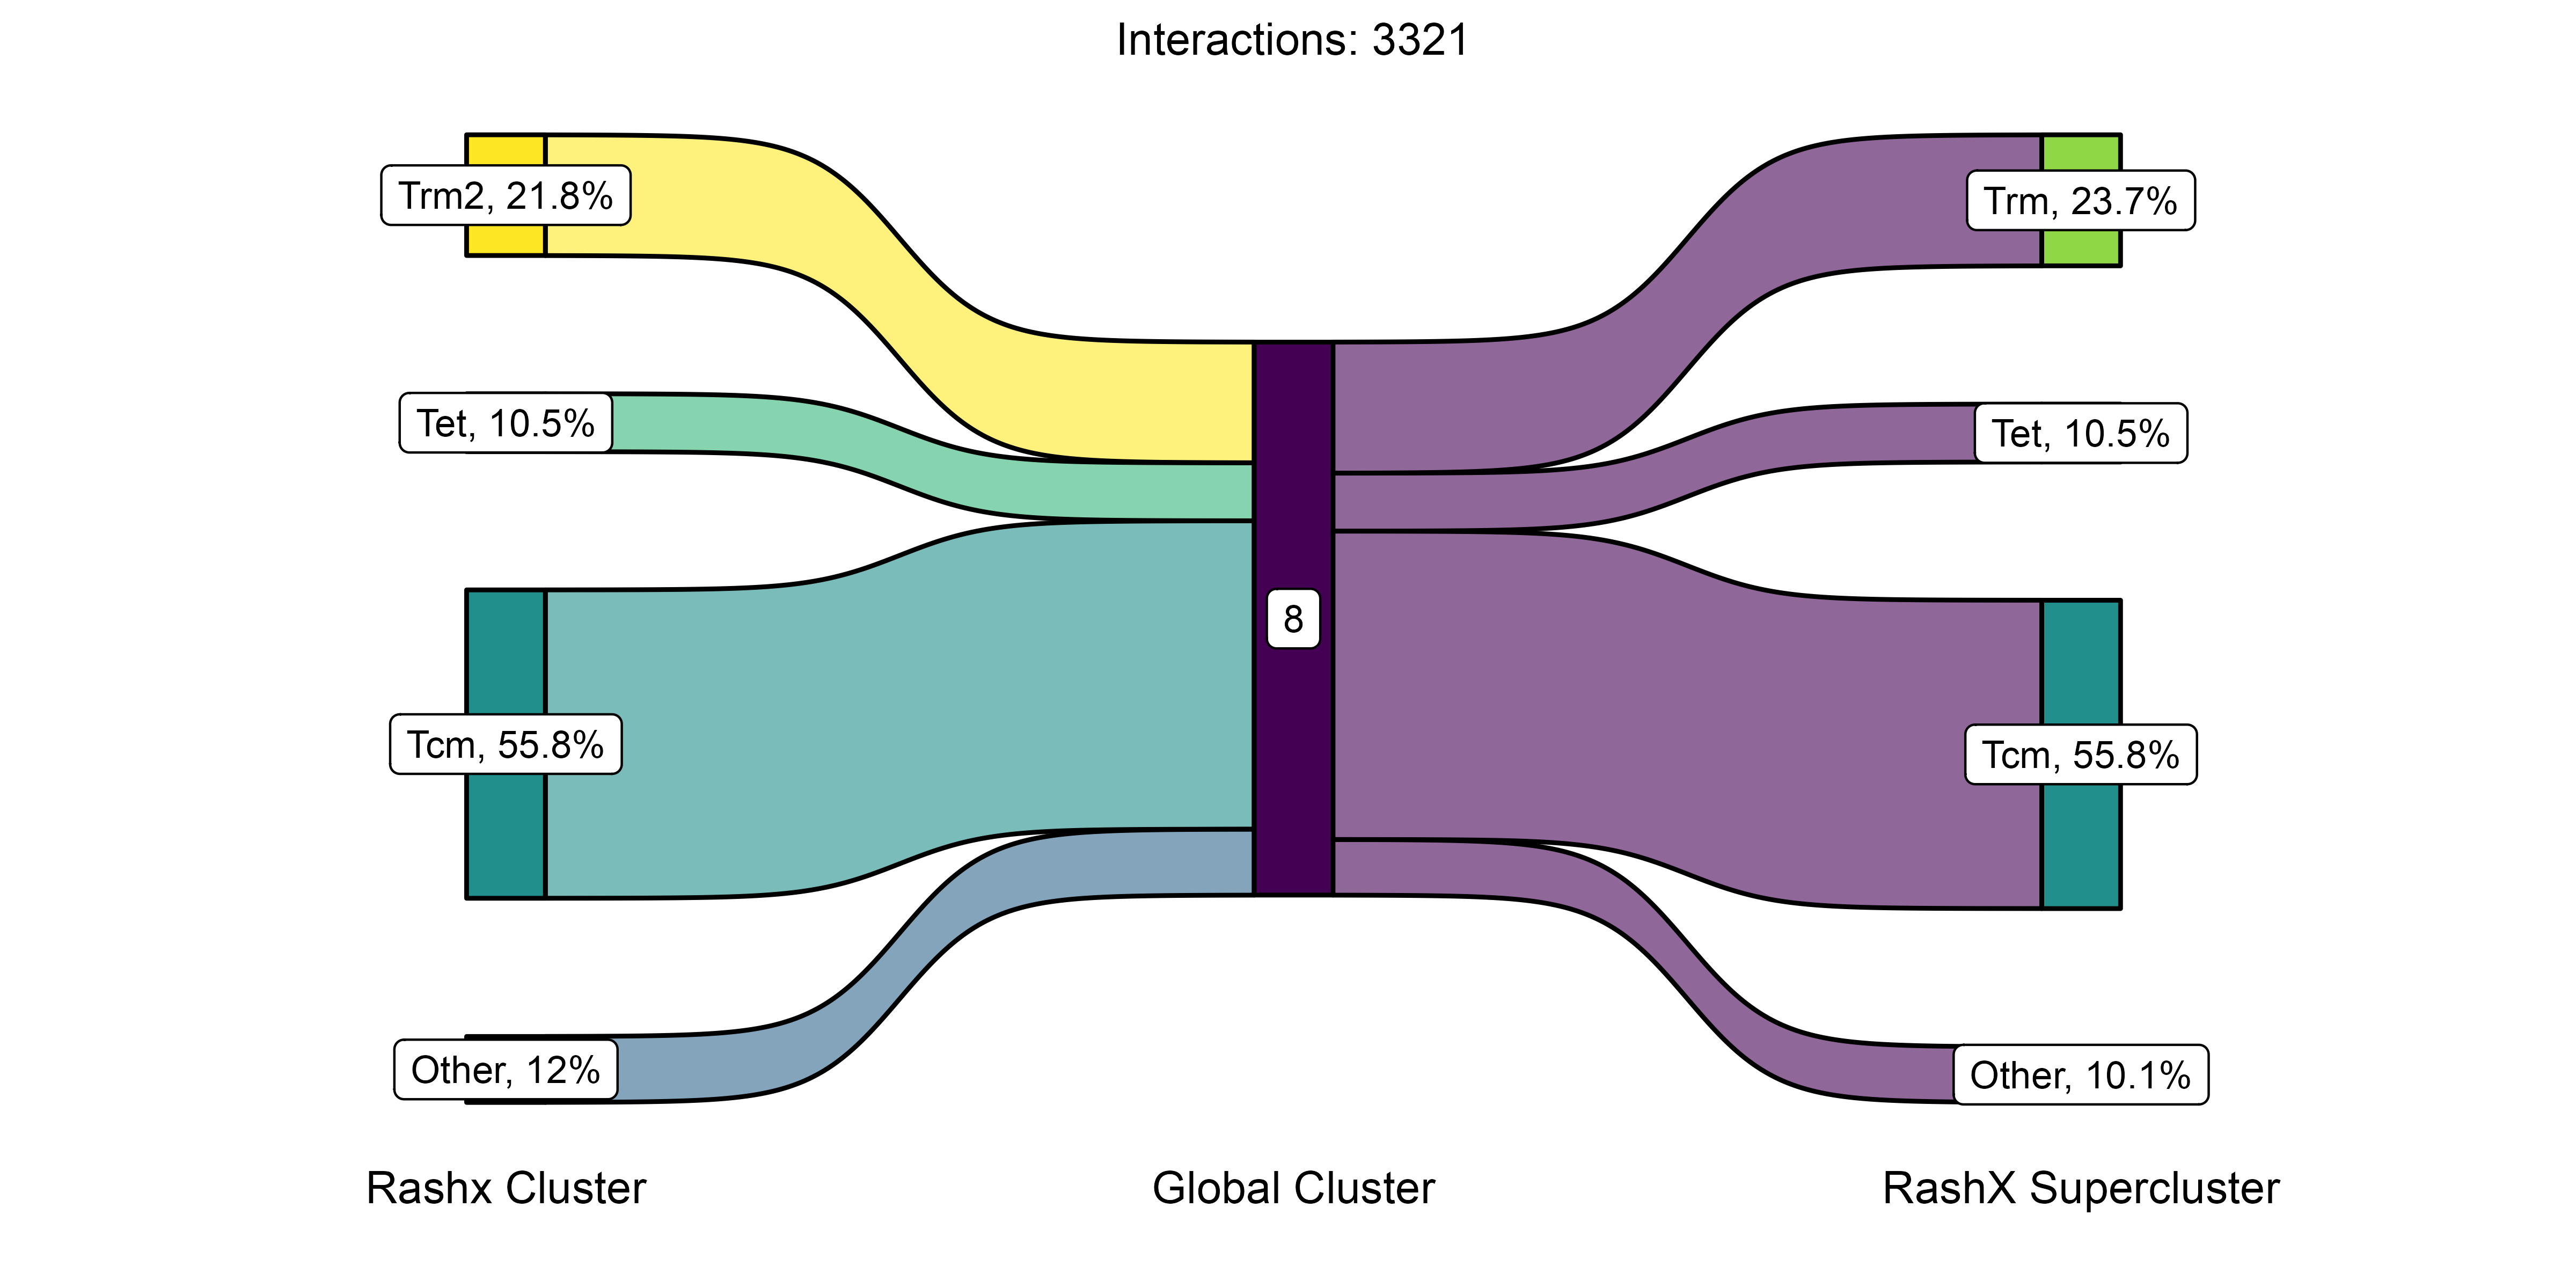 Interactions: 3321
Trm2, 21.8%
Trm, 23.7%
Tet, 10.5%
Tet, 10.5%
8
Tcm, 55.8%
Tcm, 55.8%
Other, 12%
Other, 10.1%
Rashx Cluster
Global Cluster
RashX Supercluster